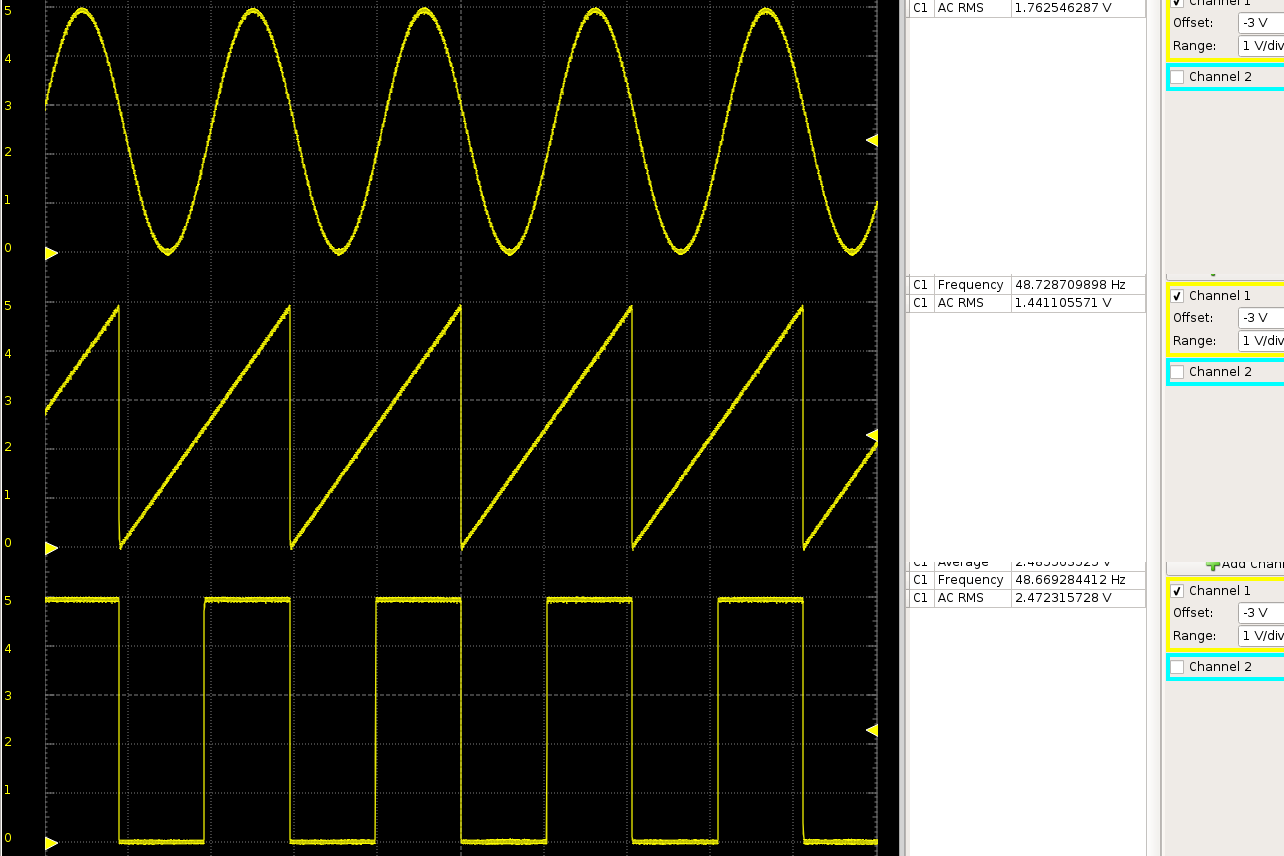 5
4
3
2
1
0
C1 AC RMS 1.762546287 V
Channel 1
Offset: -3 V
Range: 1 V/div
Channel 2
5
4
3
2
1
0
C1 Frequency 48.728709898 Hz
C1 AC RMS 1.441105571 V
Channel 1
Offset: -3 V
Range: 1 V/div
Channel 2
5
4
3
2
1
0
C1 Average
C1 Frequency 48.669284412 Hz
C1 AC RMS 2.472315728 V
Add Chan
Channel 1
Offset: -3 V
Range: 1 V/div
Channel 2